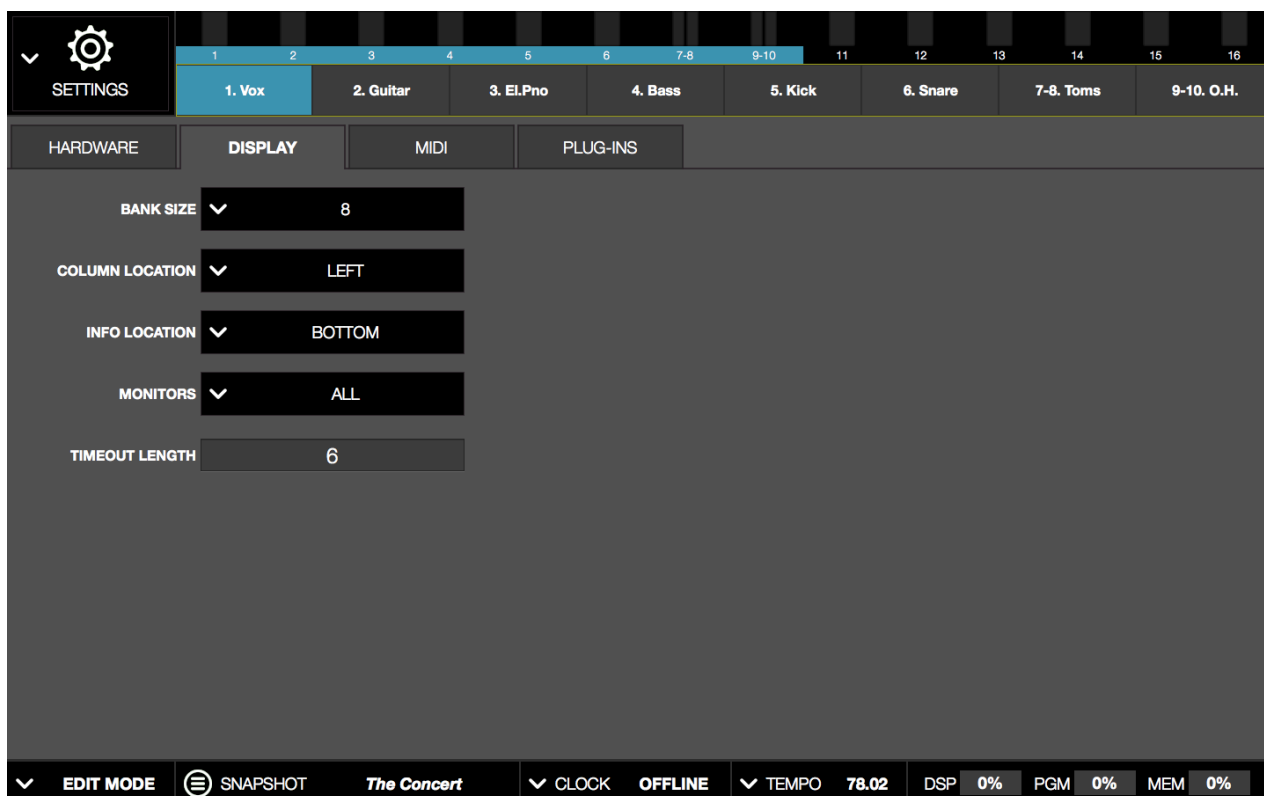 1 2 3 4 5 6 7-8 9-10 11 12 13 14 15 16
SETTINGS
1. Vox 2. Guitar 3. El.Pno 4. Bass 5. Kick 6. Snare 7-8. Toms 9-10. O.H.
HARDWARE DISPLAY MIDI PLUG-INS
BANK SIZE 8
COLUMN LOCATION LEFT
INFO LOCATION BOTTOM
MONITORS ALL
TIMEOUT LENGTH 6
EDIT MODE SNAPSHOT The Concert CLOCK OFFLINE TEMPO 78.02 DSP 0% PGM 0% MEM 0%